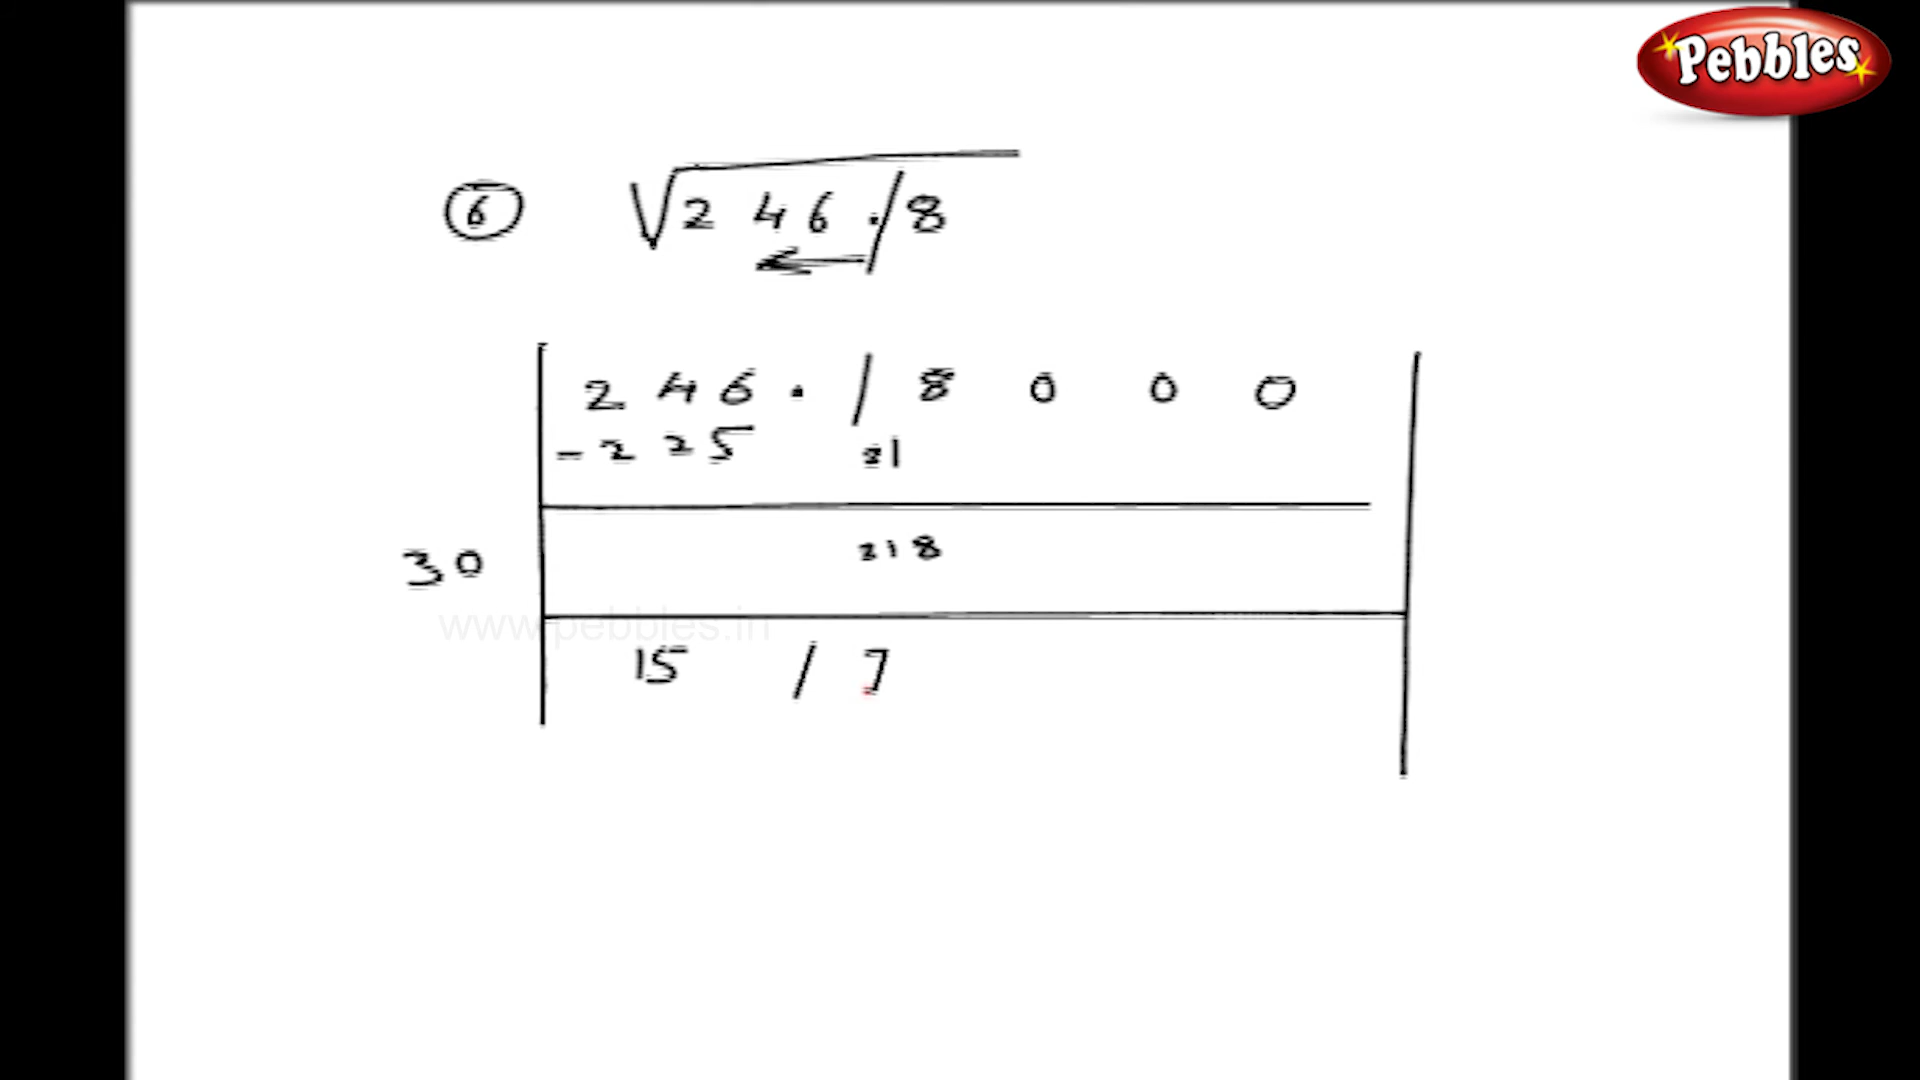 Pebbles
6 √246./8
246. / 8 0 0 0
- 225 21
30 218
www.pebbles.in
15 / 7